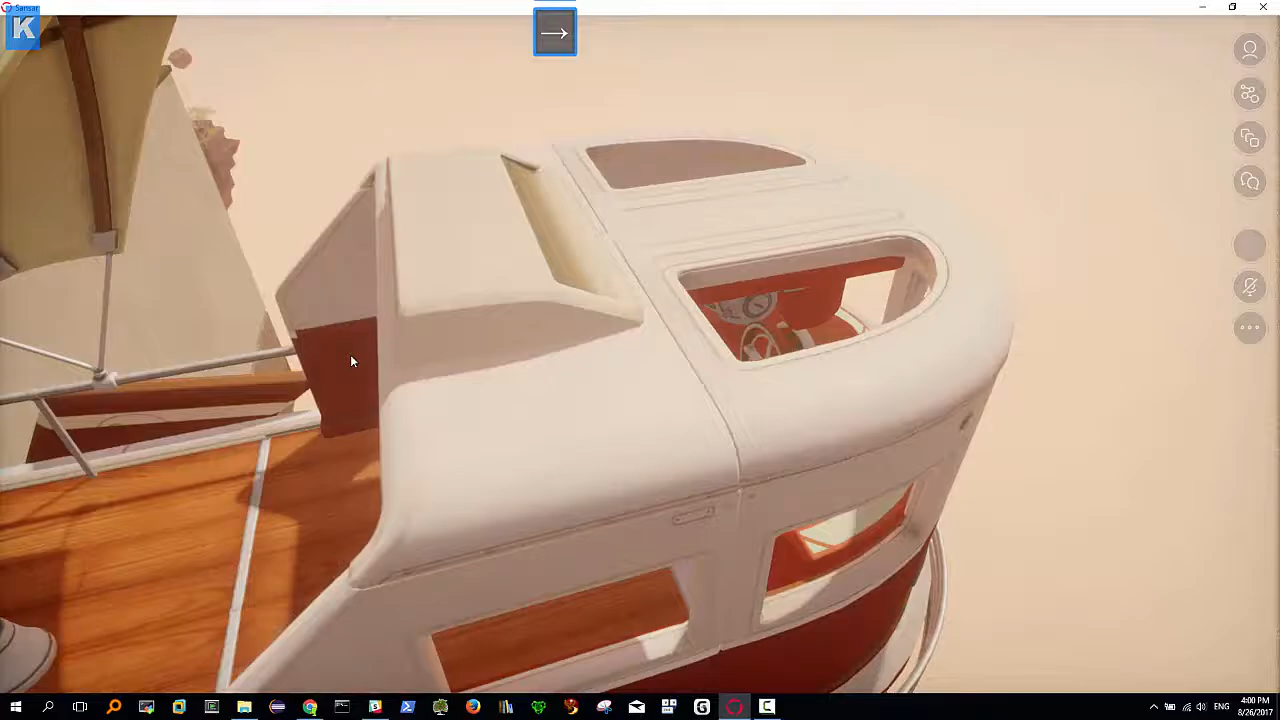 Sansar
K
→
ENG
4:00 PM
8/26/2017